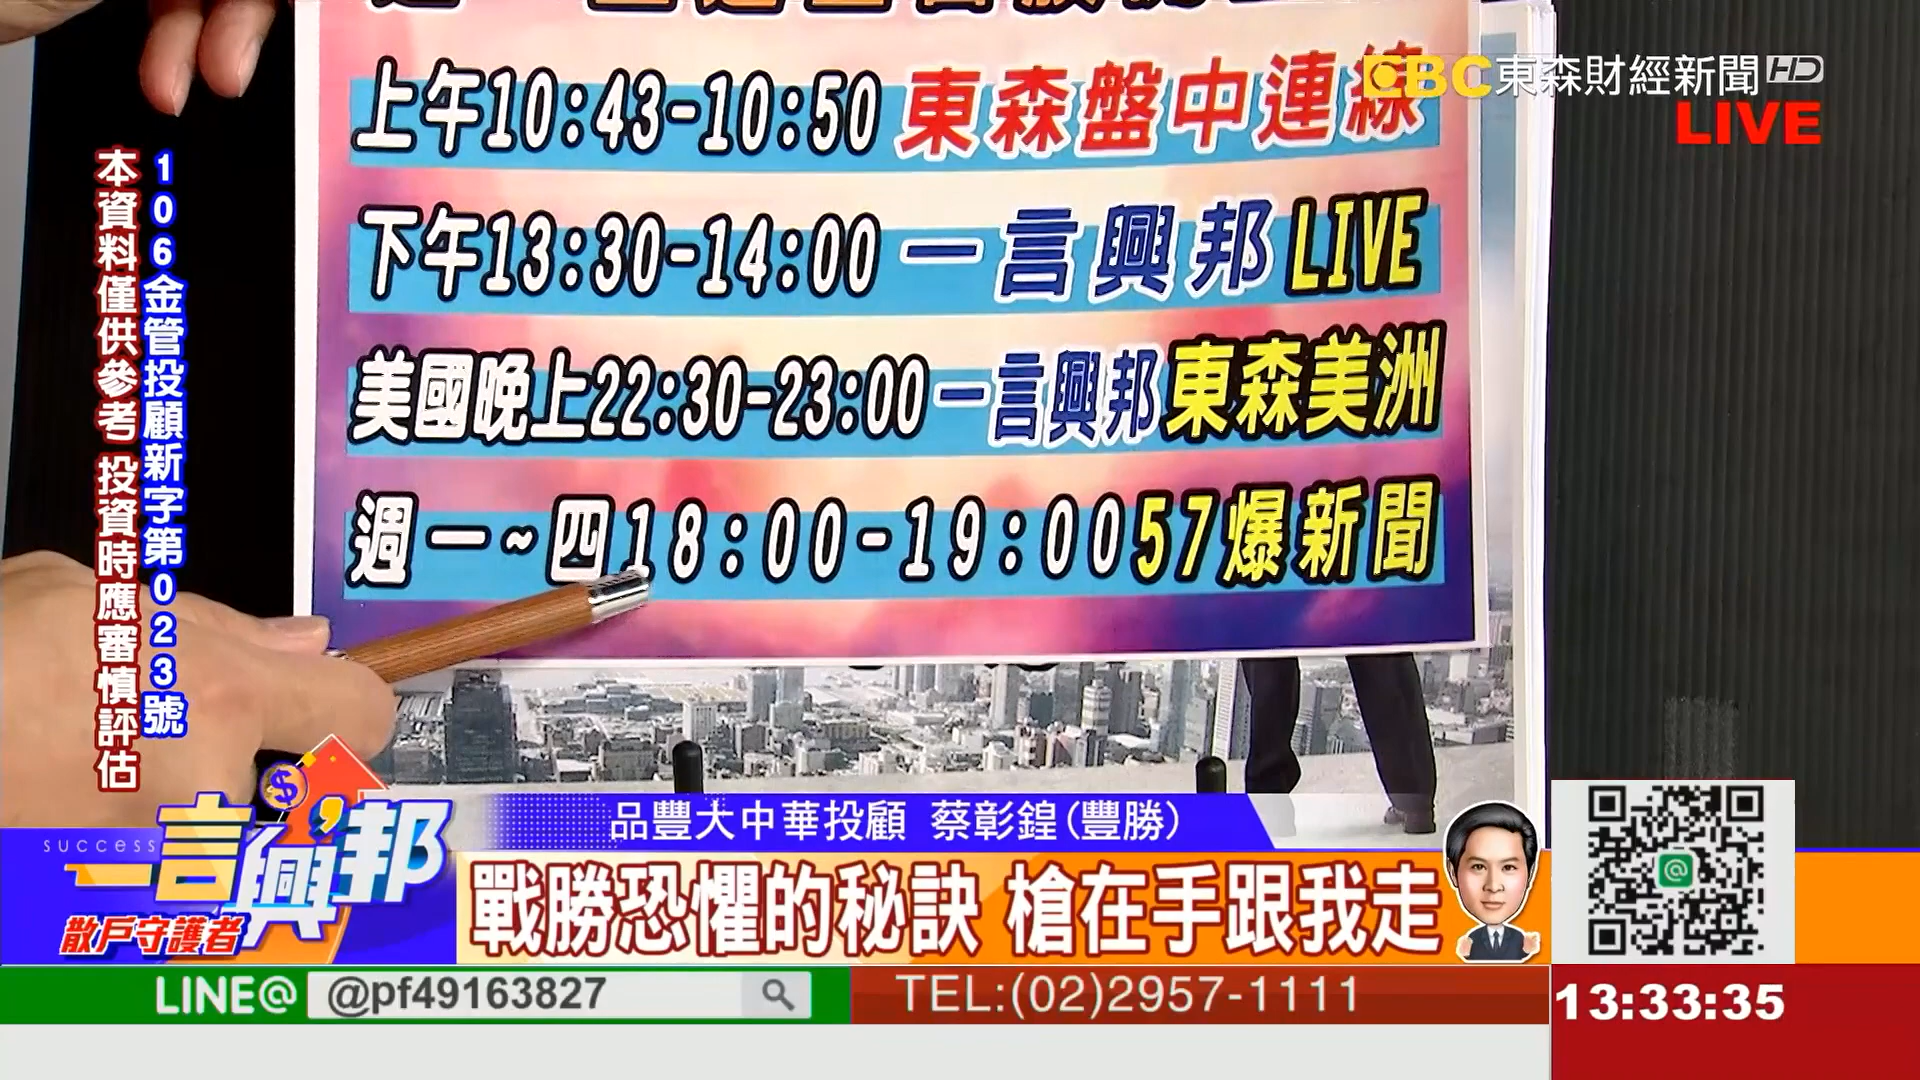 上午10:43-10:50 東森盤中連線
下午13:30-14:00 一言興邦LIVE
美國晚上22:30-23:00 一言興邦 東森美洲
週一~四18:00-19:00 57爆新聞
EBC 東森財經新聞 HD
LIVE
106金管投顧新字第023號
本資料僅供參考 投資時應審慎評估
success
一言興邦
散戶守護者
品豐大中華投顧 蔡彰鍠(豐勝)
戰勝恐懼的秘訣 槍在手跟我走
LINE@ @pf49163827
TEL:(02)2957-1111
13:33:35